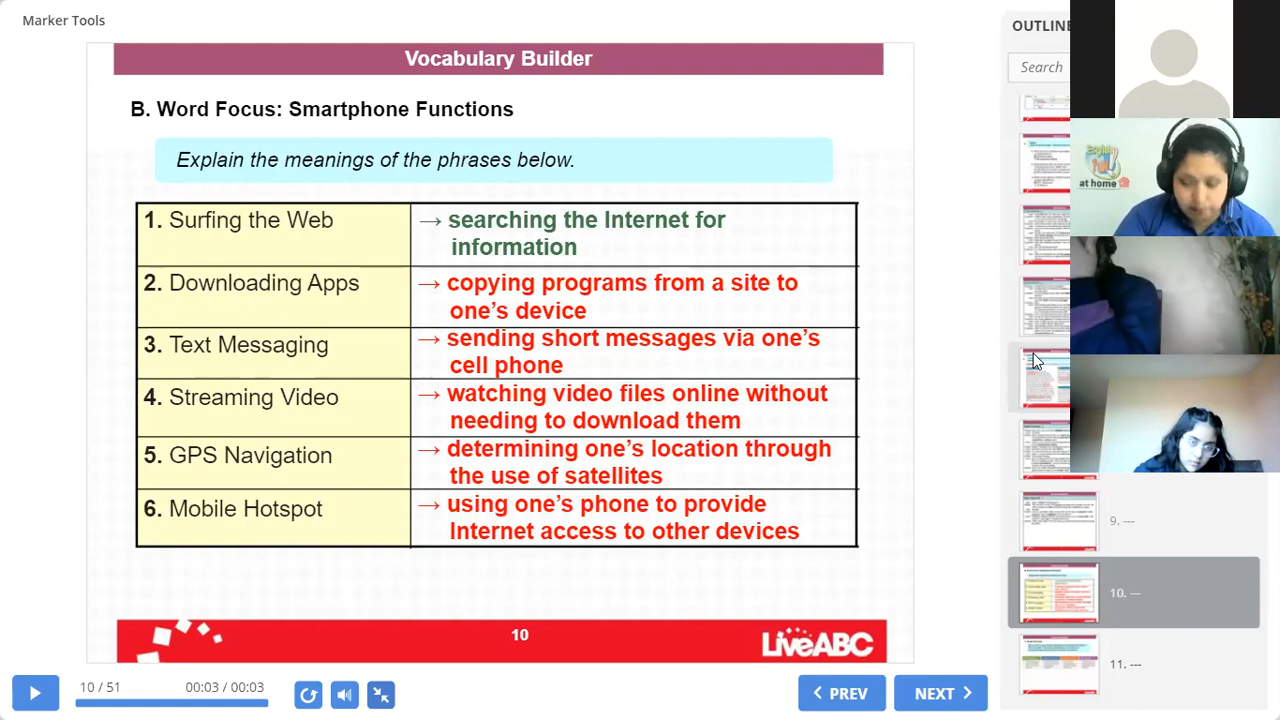 Marker Tools
OUTLINE
Search
Vocabulary Builder
B. Word Focus: Smartphone Functions
Explain the meanings of the phrases below.
1. Surfing the Web → searching the Internet for
information
2. Downloading Apps → copying programs from a site to
one's device
3. Text Messaging → sending short messages via one's
cell phone
4. Streaming Video → watching video files online without
needing to download them
5. GPS Navigation → determining one's location through
the use of satellites
6. Mobile Hotspot → using one's phone to provide
Internet access to other devices
10
LiveABC
English
Fun!
at home
9. ---
10. ---
11. ---
10 / 51
00:03 / 00:03
PREV
NEXT